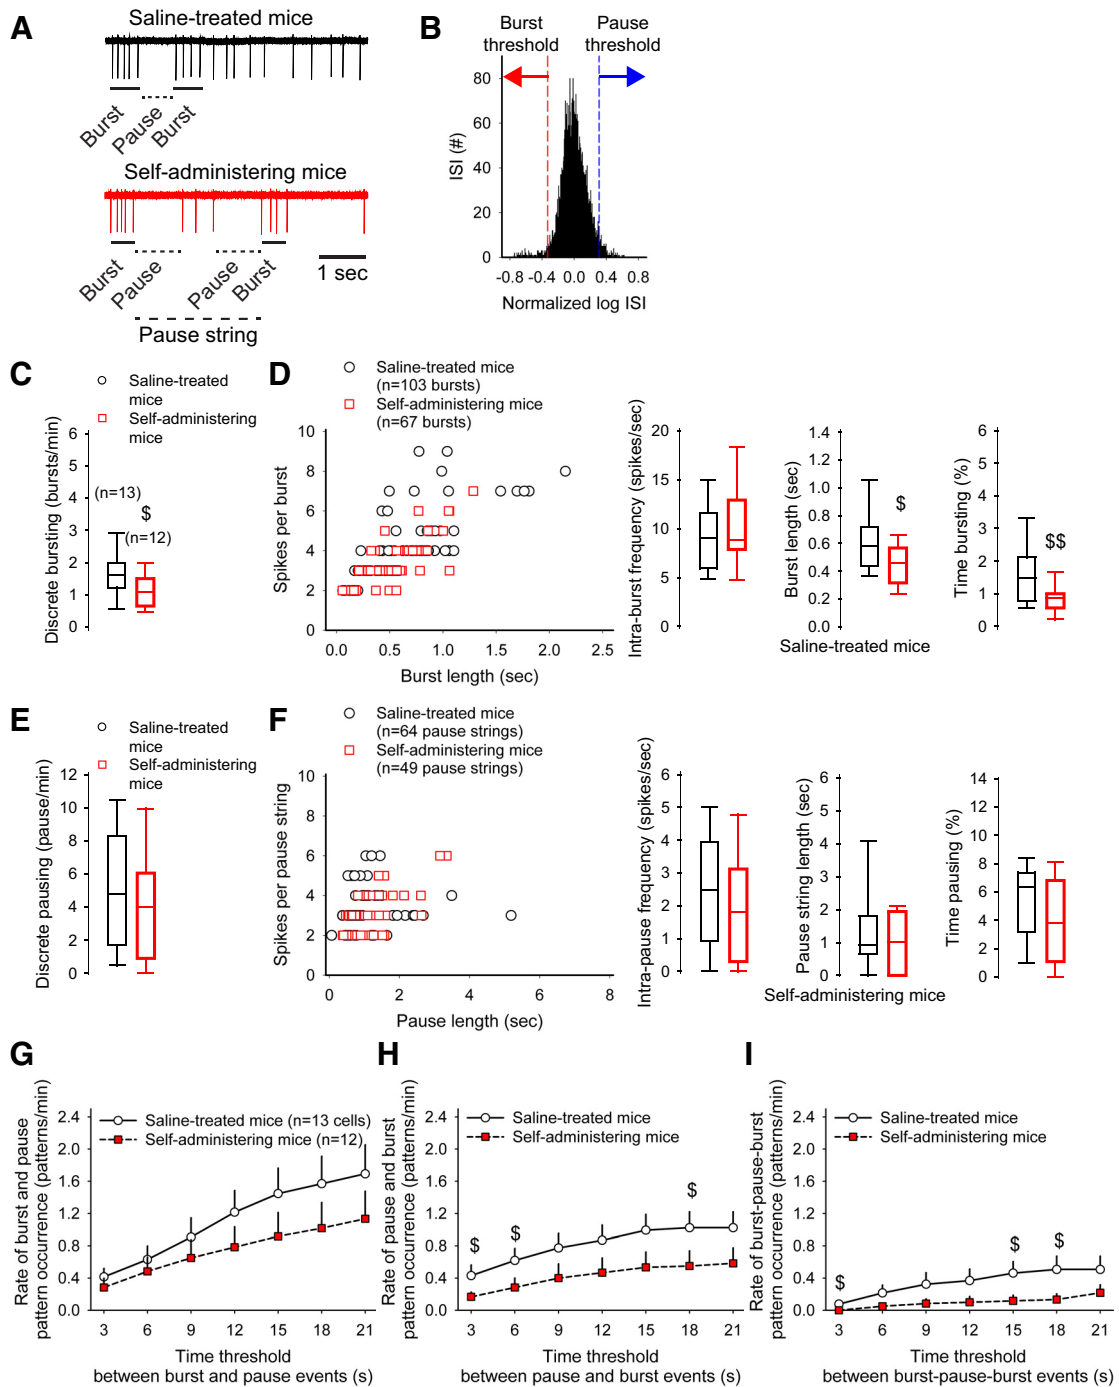 A
Saline-treated mice
Burst
Pause
Burst
Self-administering mice
Burst
Pause
Pause
Burst
1 sec
Pause string
B
Burst
threshold
Pause
threshold
ISI (#)
80
60
40
20
0
-0.8 -0.4 0.0 0.4 0.8
Normalized log ISI
C
Saline-treated
mice
Self-administering
mice
Discrete bursting (bursts/min)
6
5
4
3
2
1
0
(n=13)
$
(n=12)
D
Saline-treated mice
(n=103 bursts)
Self-administering mice
(n=67 bursts)
Spikes per burst
10
8
6
4
2
0
0.0 0.5 1.0 1.5 2.0 2.5
Burst length (sec)
Intra-burst frequency (spikes/sec)
20
15
10
5
0
Burst length (sec)
1.4
1.2
1.0
0.8
0.6
0.4
0.2
0.0
$
Saline-treated mice
Time bursting (%)
6
5
4
3
2
1
0
$$
E
Saline-treated
mice
Self-administering
mice
Discrete pausing (pause/min)
12
10
8
6
4
2
0
F
Saline-treated mice
(n=64 pause strings)
Self-administering mice
(n=49 pause strings)
Spikes per pause string
10
8
6
4
2
0
0 2 4 6 8
Pause length (sec)
Intra-pause frequency (spikes/sec)
6
5
4
3
2
1
0
Pause string length (sec)
6
5
4
3
2
1
0
Self-administering mice
Time pausing (%)
14
12
10
8
6
4
2
0
G
Rate of burst and pause
pattern occurrence (patterns/min)
2.4
2.0
1.6
1.2
0.8
0.4
0.0
Saline-treated mice (n=13 cells)
Self-administering mice (n=12)
3 6 9 12 15 18 21
Time threshold
between burst and pause events (s)
H
Rate of pause and burst
pattern occurrence (patterns/min)
2.4
2.0
1.6
1.2
0.8
0.4
0.0
Saline-treated mice
Self-administering mice
$
$
$
3 6 9 12 15 18 21
Time threshold
between pause and burst events (s)
I
Rate of burst-pause-burst
pattern occurrence (patterns/min)
2.4
2.0
1.6
1.2
0.8
0.4
0.0
Saline-treated mice
Self-administering mice
$
$
$
3 6 9 12 15 18 21
Time threshold
between burst-pause-burst events (s)